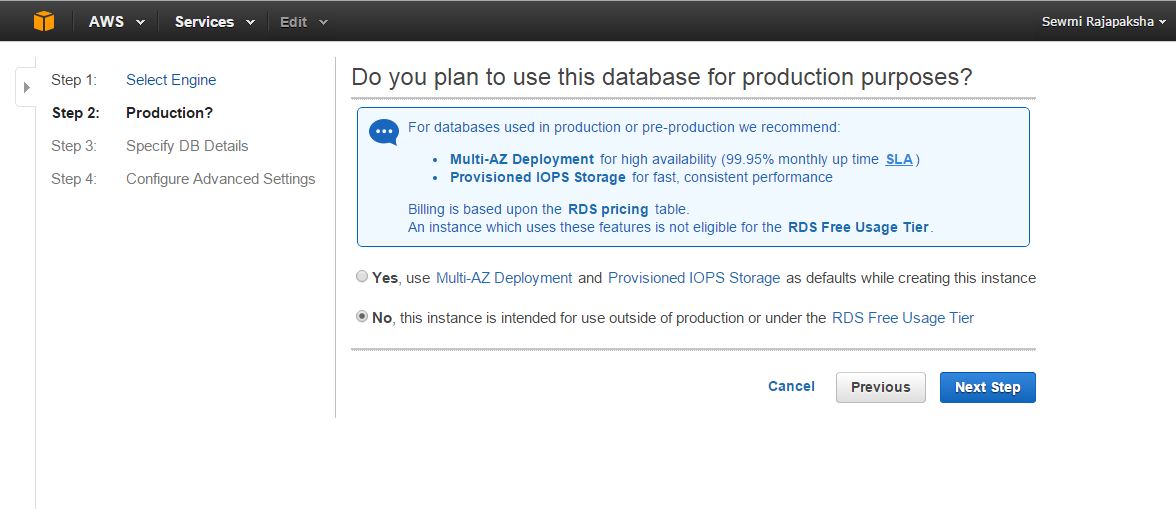 AWS Services Edit Sewmi Rajapaksha
Step 1: Select Engine
Step 2: Production?
Step 3: Specify DB Details
Step 4: Configure Advanced Settings
Do you plan to use this database for production purposes?
For databases used in production or pre-production we recommend:
• Multi-AZ Deployment for high availability (99.95% monthly up time SLA)
• Provisioned IOPS Storage for fast, consistent performance
Billing is based upon the RDS pricing table.
An instance which uses these features is not eligible for the RDS Free Usage Tier.
Yes, use Multi-AZ Deployment and Provisioned IOPS Storage as defaults while creating this instance
No, this instance is intended for use outside of production or under the RDS Free Usage Tier
Cancel Previous Next Step